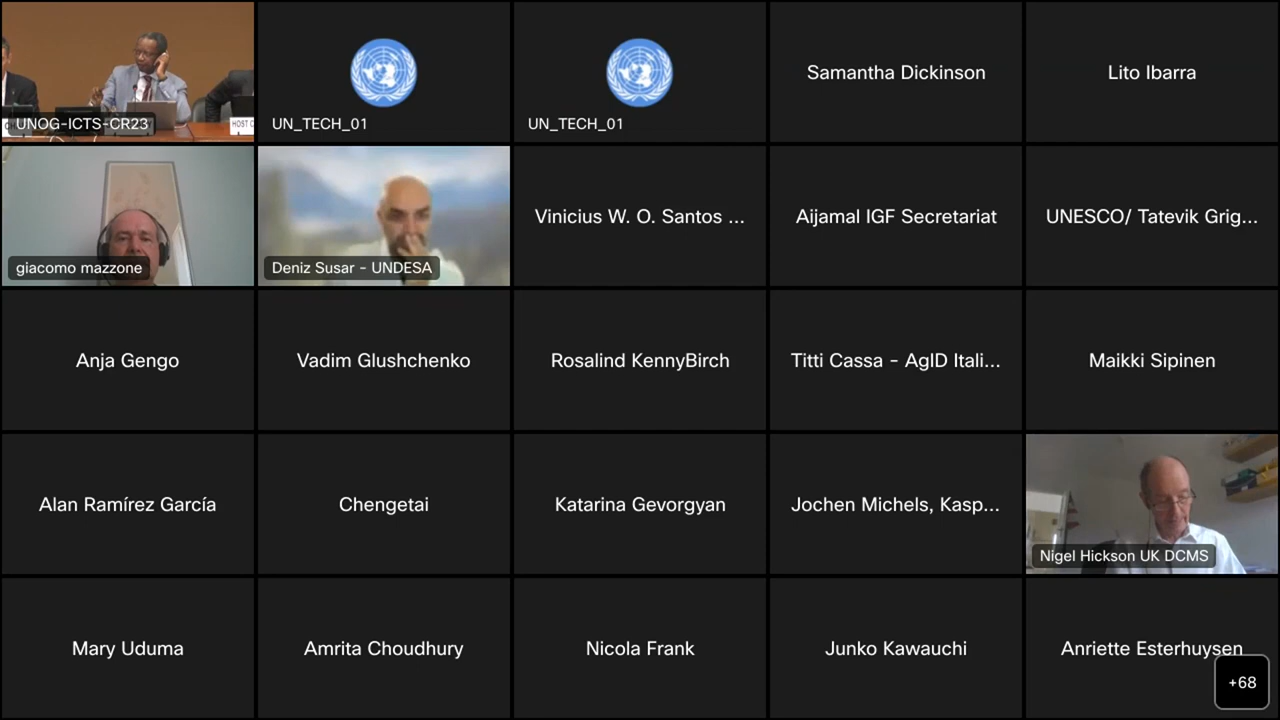 UNOG-ICTS-CR23
UN_TECH_01
UN_TECH_01
Samantha Dickinson
Lito Ibarra
HOST C
giacomo mazzone
Deniz Susar - UNDESA
Vinicius W. O. Santos ...
Aijamal IGF Secretariat
UNESCO/ Tatevik Grig...
Anja Gengo
Vadim Glushchenko
Rosalind KennyBirch
Titti Cassa - AgID Itali...
Maikki Sipinen
Alan Ramírez García
Chengetai
Katarina Gevorgyan
Jochen Michels, Kasp...
Nigel Hickson UK DCMS
Mary Uduma
Amrita Choudhury
Nicola Frank
Junko Kawauchi
Anriette Esterhuysen
+68